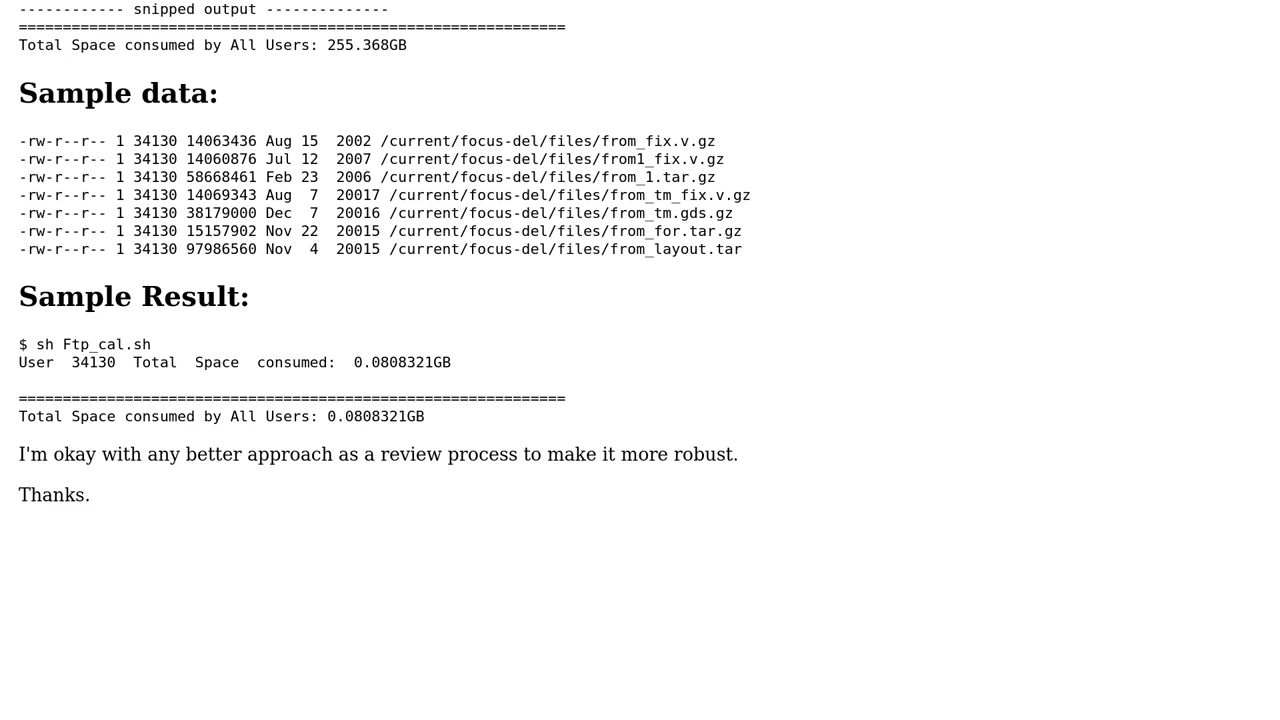 ------------ snipped output --------------
==============================================================
Total Space consumed by All Users: 255.368GB
Sample data:
-rw-r--r-- 1 34130 14063436 Aug 15  2002 /current/focus-del/files/from_fix.v.gz
-rw-r--r-- 1 34130 14060876 Jul 12  2007 /current/focus-del/files/from1_fix.v.gz
-rw-r--r-- 1 34130 58668461 Feb 23  2006 /current/focus-del/files/from_1.tar.gz
-rw-r--r-- 1 34130 14069343 Aug  7  20017 /current/focus-del/files/from_tm_fix.v.gz
-rw-r--r-- 1 34130 38179000 Dec  7  20016 /current/focus-del/files/from_tm.gds.gz
-rw-r--r-- 1 34130 15157902 Nov 22  20015 /current/focus-del/files/from_for.tar.gz
-rw-r--r-- 1 34130 97986560 Nov  4  20015 /current/focus-del/files/from_layout.tar
Sample Result:
$ sh Ftp_cal.sh
User  34130  Total  Space  consumed:  0.0808321GB
==============================================================
Total Space consumed by All Users: 0.0808321GB
I'm okay with any better approach as a review process to make it more robust.
Thanks.